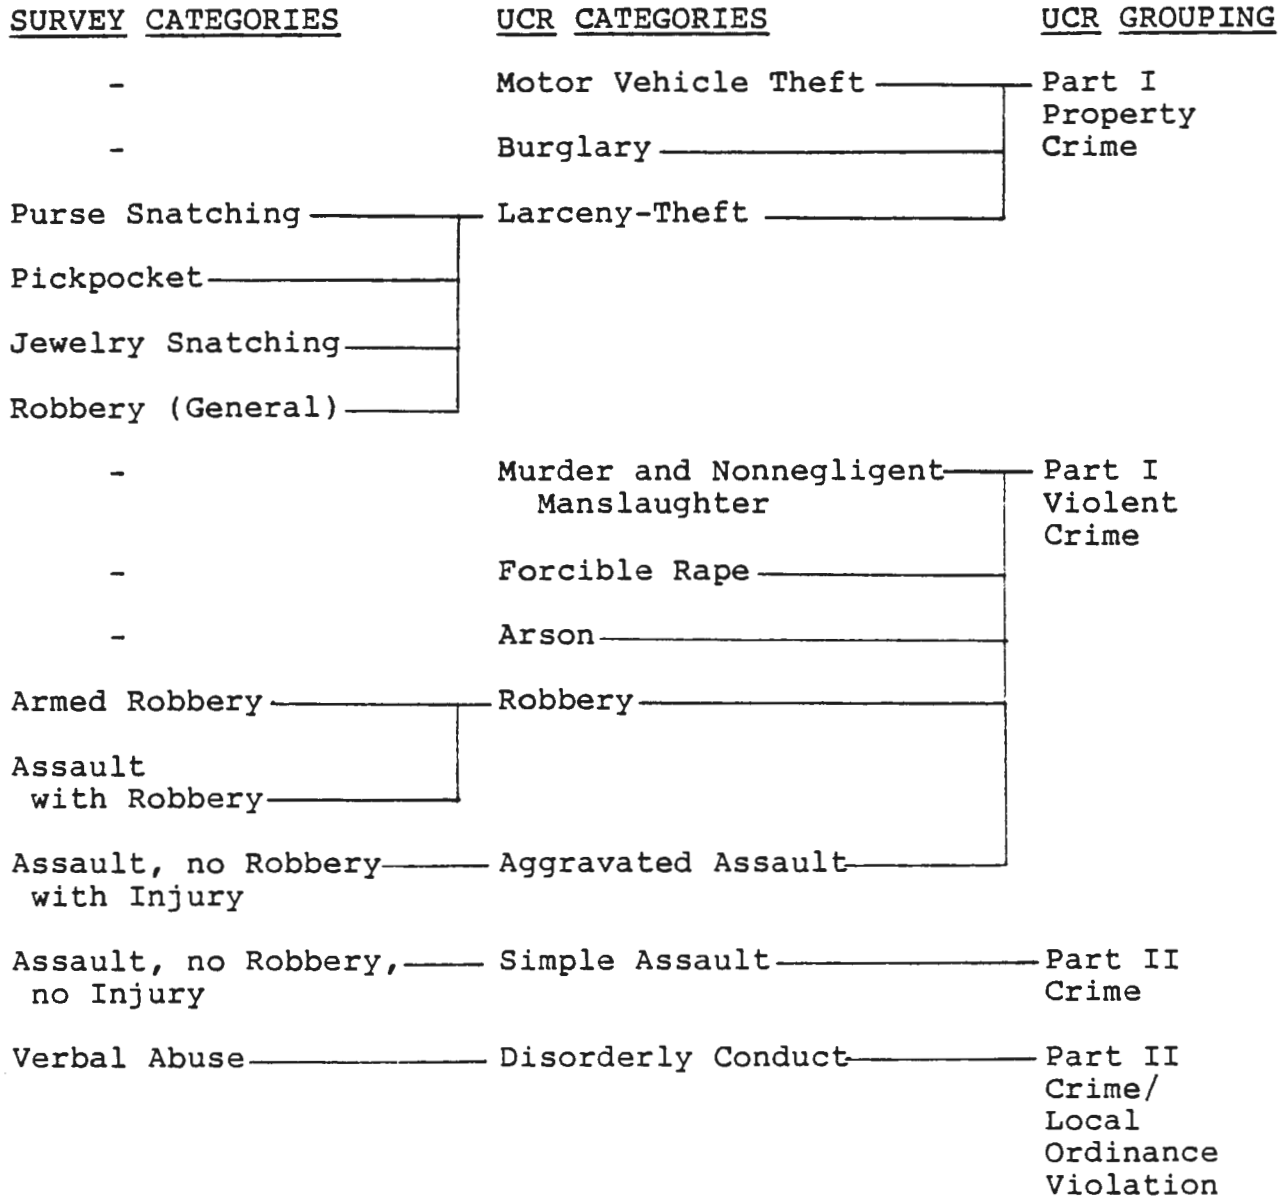 SURVEY CATEGORIES UCR CATEGORIES UCR GROUPING
- Motor Vehicle Theft Part I
Property
- Burglary Crime
Purse Snatching Larceny-Theft
Pickpocket
Jewelry Snatching
Robbery (General)
- Murder and Nonnegligent Part I
Manslaughter Violent
Crime
- Forcible Rape
- Arson
Armed Robbery Robbery
Assault
with Robbery
Assault, no Robbery Aggravated Assault
with Injury
Assault, no Robbery, Simple Assault Part II
no Injury Crime
Verbal Abuse Disorderly Conduct Part II
Crime/
Local
Ordinance
Violation